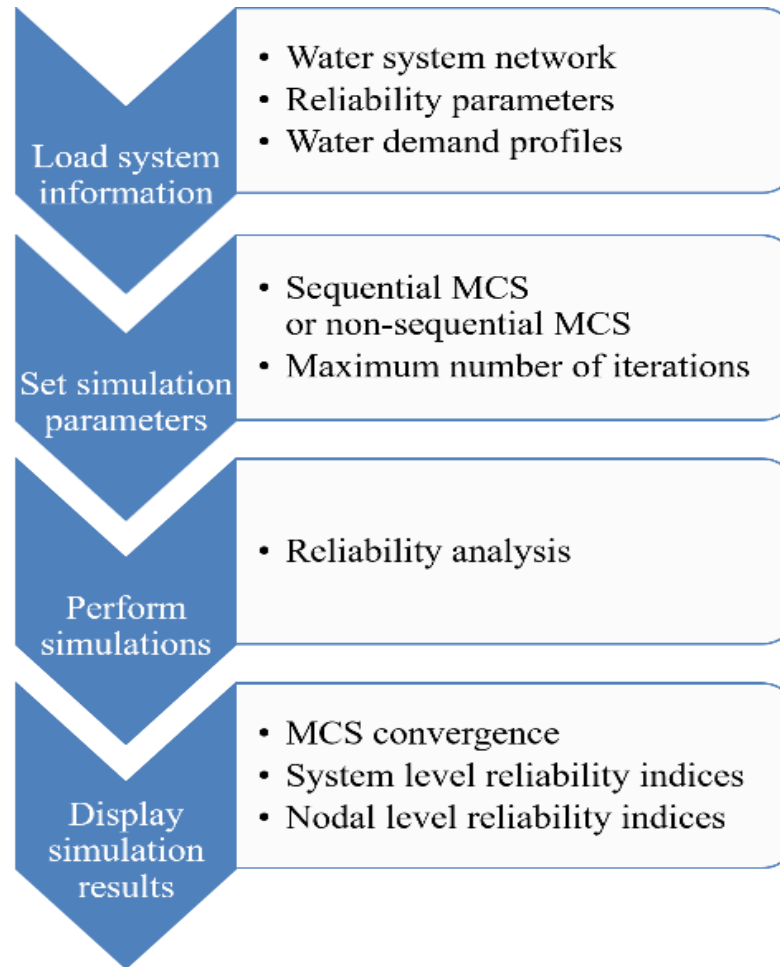 Load system
information
• Water system network
• Reliability parameters
• Water demand profiles
Set simulation
parameters
• Sequential MCS
or non-sequential MCS
• Maximum number of iterations
Perform
simulations
• Reliability analysis
Display
simulation
results
• MCS convergence
• System level reliability indices
• Nodal level reliability indices